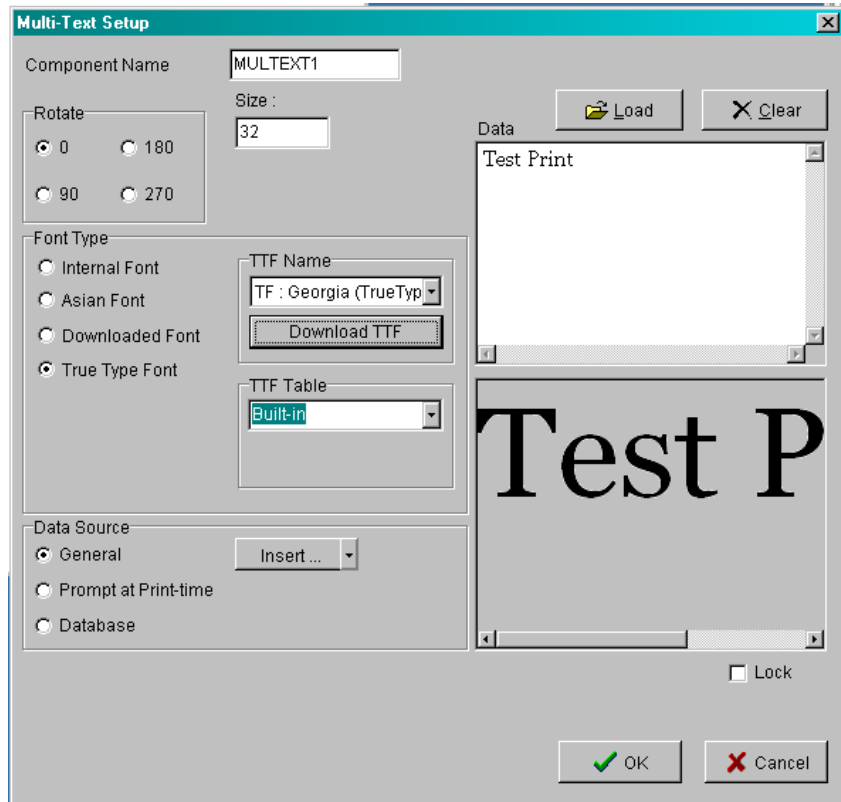 Multi-Text Setup
Component Name
MULTEXT1
Size :
32
Rotate
0
180
90
270
Load
Clear
Data
Test Print
Font Type
Internal Font
Asian Font
Downloaded Font
True Type Font
TTF Name
TF : Georgia (TrueTyp
Download TTF
TTF Table
Built-in
Test P
Data Source
General
Insert ...
Prompt at Print-time
Database
Lock
OK
Cancel